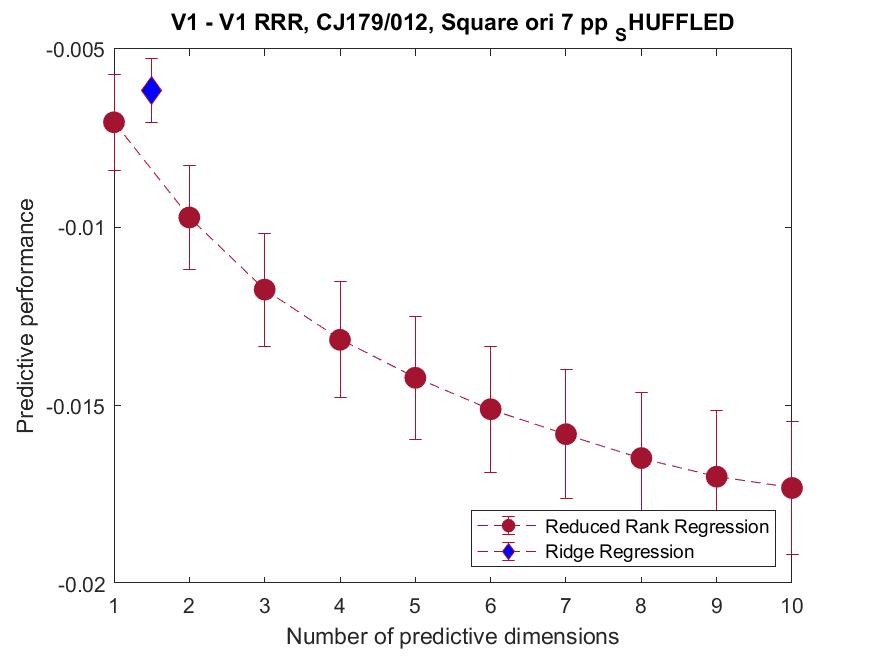 V1 - V1 RRR, CJ179/012, Square ori 7 pp SHUFFLED
-0.005
-0.01
-0.015
-0.02
Predictive performance
1 2 3 4 5 6 7 8 9 10
Number of predictive dimensions
Reduced Rank Regression
Ridge Regression